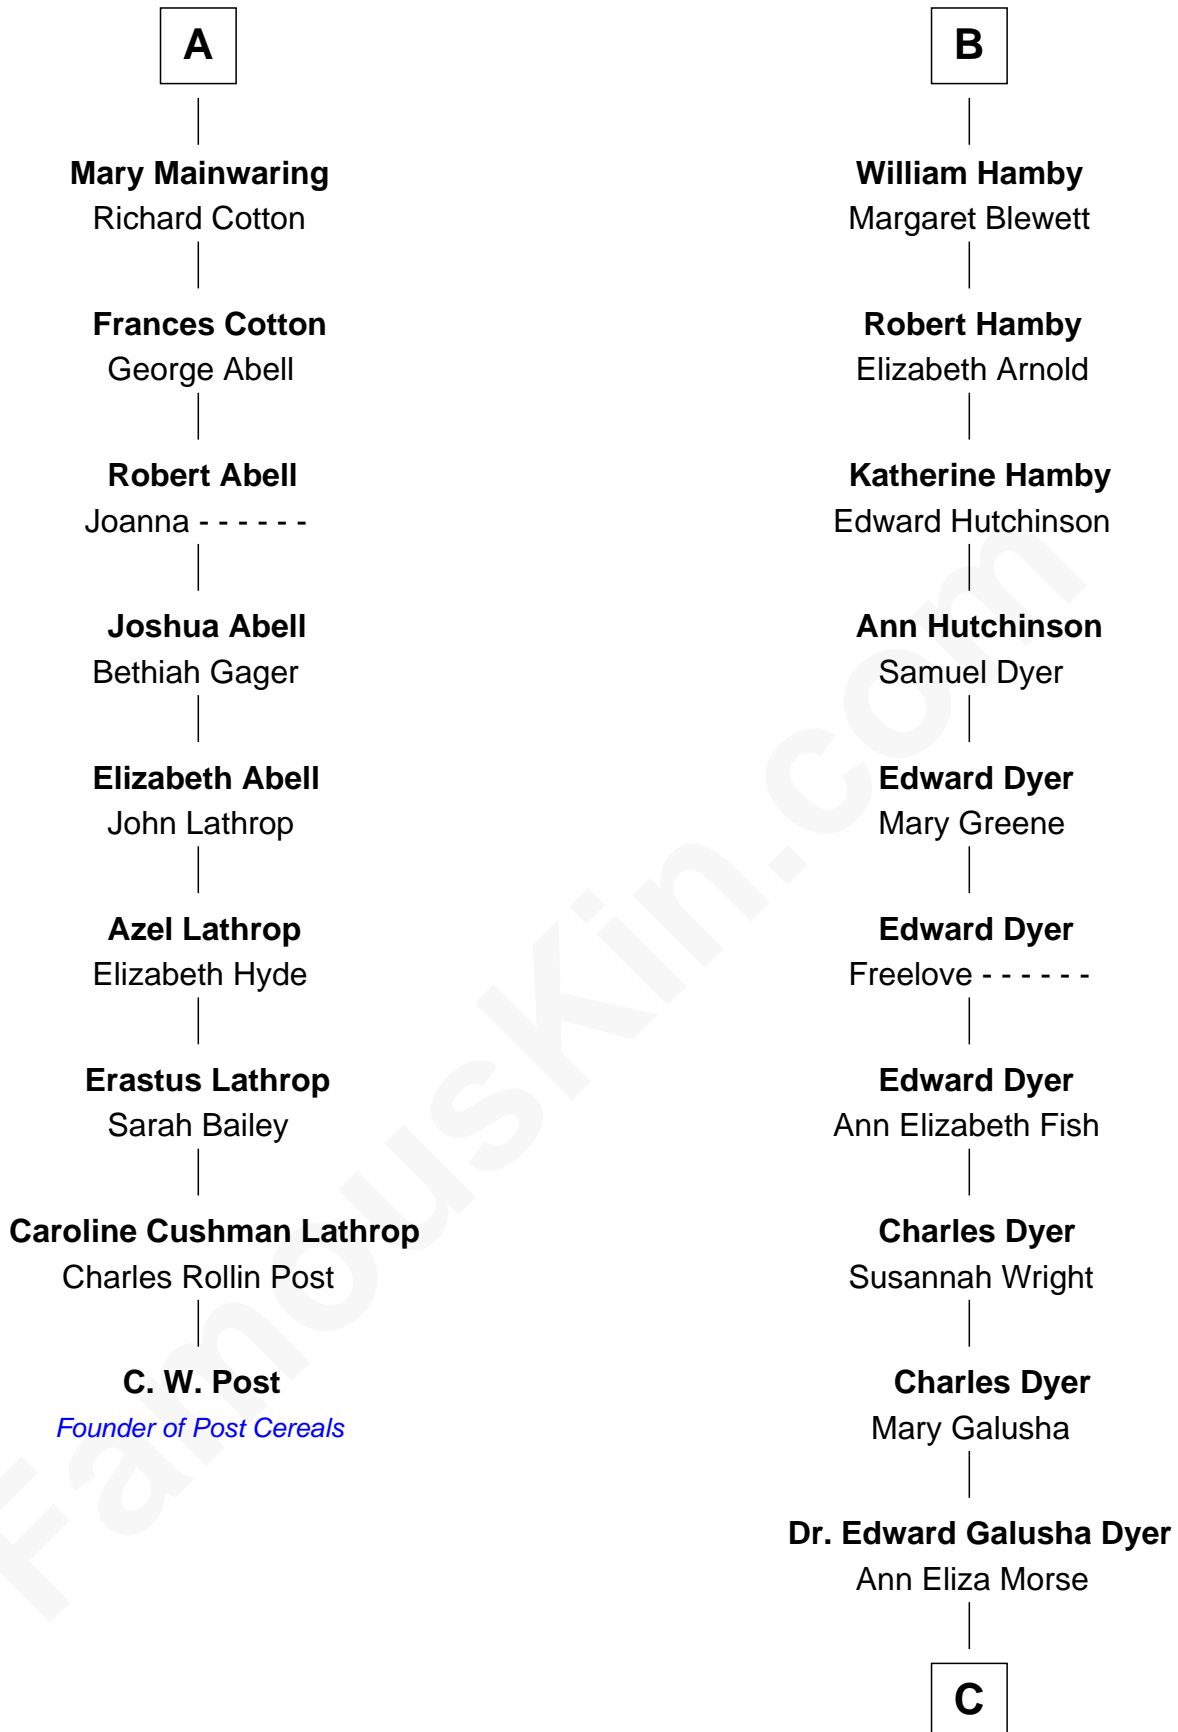 A
Mary Mainwaring
Richard Cotton
Frances Cotton
George Abell
Robert Abell
Joanna - - - - - -
Joshua Abell
Bethiah Gager
Elizabeth Abell
John Lathrop
Azel Lathrop
Elizabeth Hyde
Erastus Lathrop
Sarah Bailey
Caroline Cushman Lathrop
Charles Rollin Post
C. W. Post
Founder of Post Cereals
B
William Hamby
Margaret Blewett
Robert Hamby
Elizabeth Arnold
Katherine Hamby
Edward Hutchinson
Ann Hutchinson
Samuel Dyer
Edward Dyer
Mary Greene
Edward Dyer
Freelove - - - - - -
Edward Dyer
Ann Elizabeth Fish
Charles Dyer
Susannah Wright
Charles Dyer
Mary Galusha
Dr. Edward Galusha Dyer
Ann Eliza Morse
C
FamousKin.com